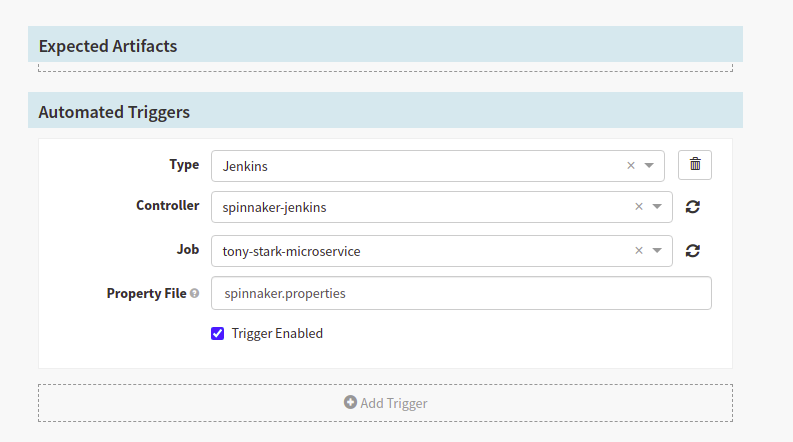 Expected Artifacts
Automated Triggers
Type Jenkins
Controller spinnaker-jenkins
Job tony-stark-microservice
Property File spinnaker.properties
Trigger Enabled
Add Trigger